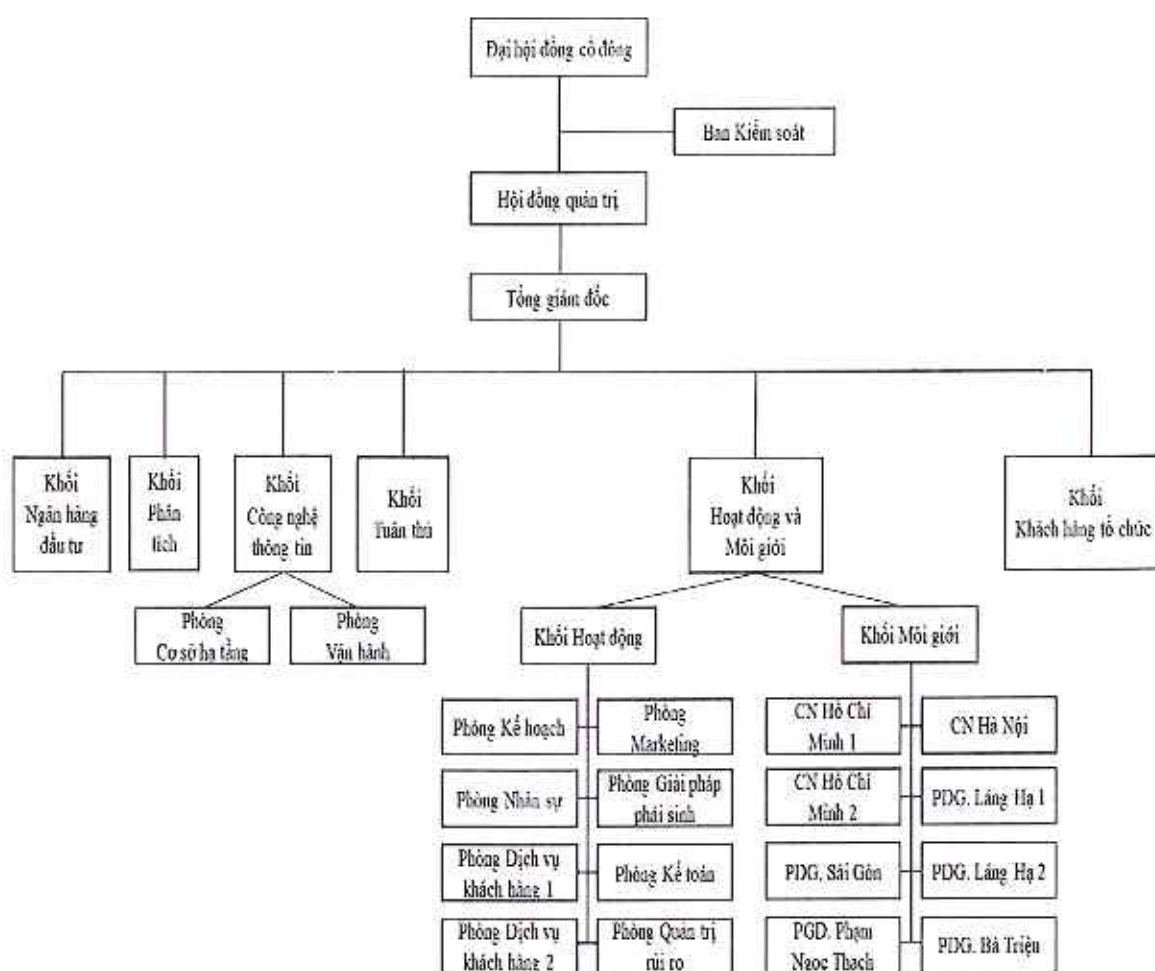 Đại hội đồng cổ đông
Ban Kiểm soát
Hội đồng quản trị
Tổng giám đốc
Khối
Ngân hàng
đầu tư
Khối
Phân
tích
Khối
Công nghệ
thông tin
Khối
Tuân thủ
Khối
Hoạt động và
Môi giới
Khối
Khách hàng tổ chức
Phòng
Cơ sở hạ tầng
Phòng
Vận hành
Khối Hoạt động
Khối Môi giới
Phòng Kế hoạch
Phòng
Marketing
CN Hồ Chí
Minh 1
CN Hà Nội
Phòng Nhân sự
Phòng Giải pháp
phái sinh
CN Hồ Chí
Minh 2
PDG. Láng Hạ 1
Phòng Dịch vụ
khách hàng 1
Phòng Kế toán
PDG. Sài Gòn
PDG. Láng Hạ 2
Phòng Dịch vụ
khách hàng 2
Phòng Quản trị
rủi ro
PGD. Phạm
Ngọc Thạch
PDG. Bà Triệu